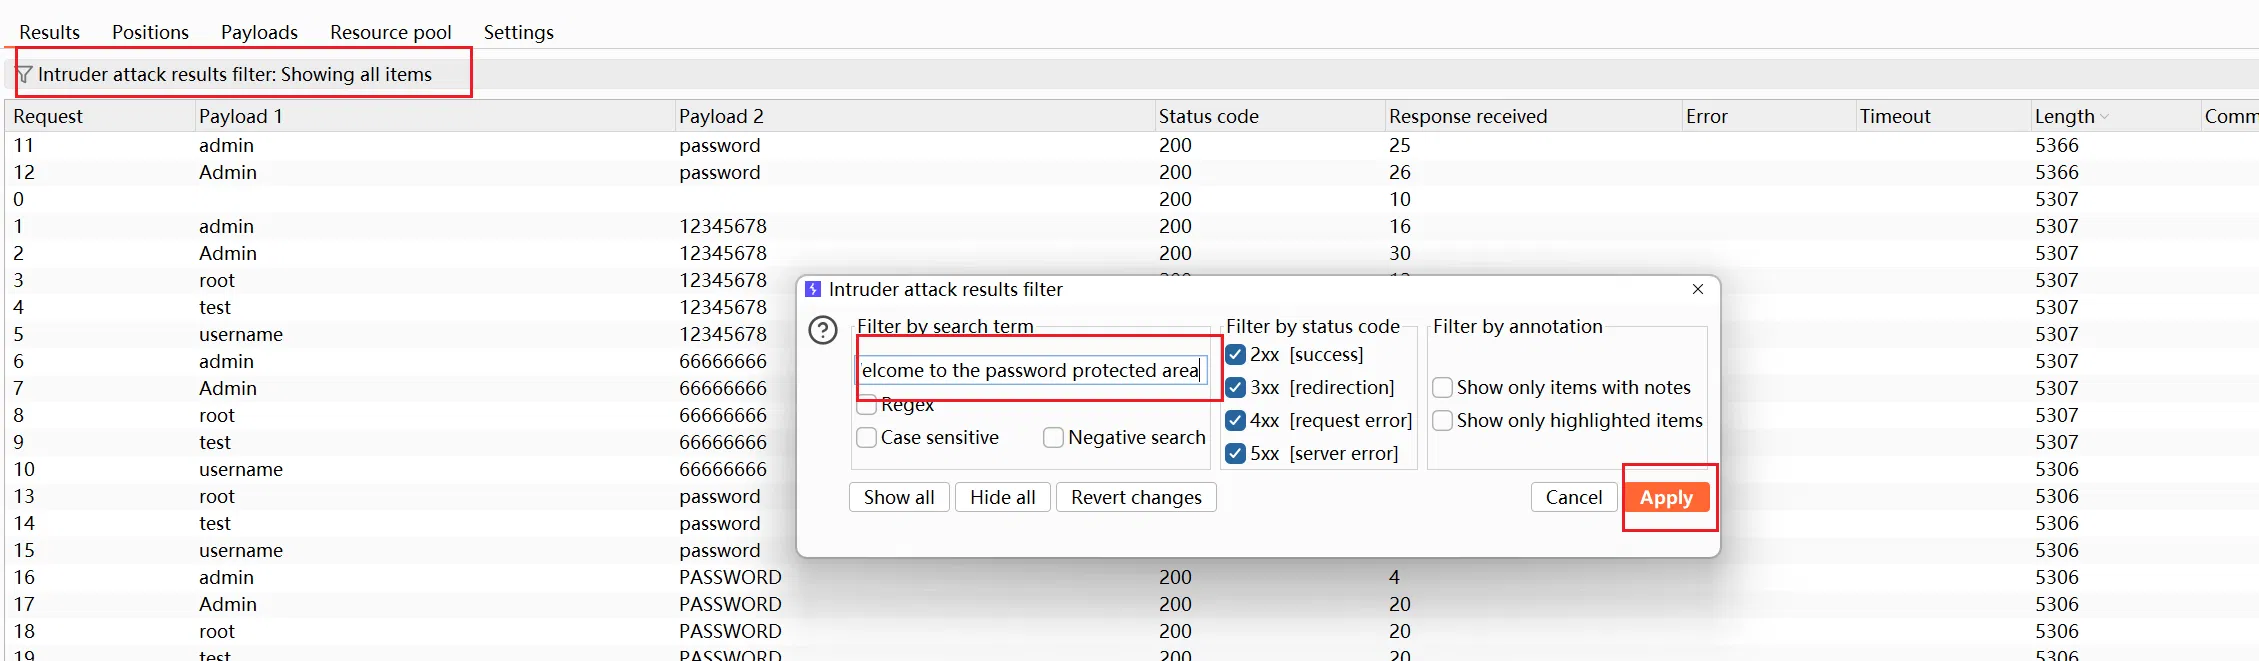 Results Positions Payloads Resource pool Settings
Intruder attack results filter: Showing all items
Request Payload 1 Payload 2 Status code Response received Error Timeout Length Comm
11 admin password 200 25 5366
12 Admin password 200 26 5366
0 200 10 5307
1 admin 12345678 200 16 5307
2 Admin 12345678 200 30 5307
3 root 12345678 5307
4 test 12345678 5307
5 username 12345678 5307
6 admin 66666666 5307
7 Admin 66666666 5307
8 root 66666666 5307
9 test 66666666 5307
10 username 66666666 5306
13 root password 5306
14 test password 5306
15 username password 5306
16 admin PASSWORD 200 4 5306
17 Admin PASSWORD 200 20 5306
18 root PASSWORD 200 20 5306
19 test PASSWORD 200 20 5306
Intruder attack results filter
?
Filter by search term
elcome to the password protected area
Regex
Case sensitive Negative search
Filter by status code
2xx [success]
3xx [redirection]
4xx [request error]
5xx [server error]
Filter by annotation
Show only items with notes
Show only highlighted items
Show all Hide all Revert changes Cancel Apply